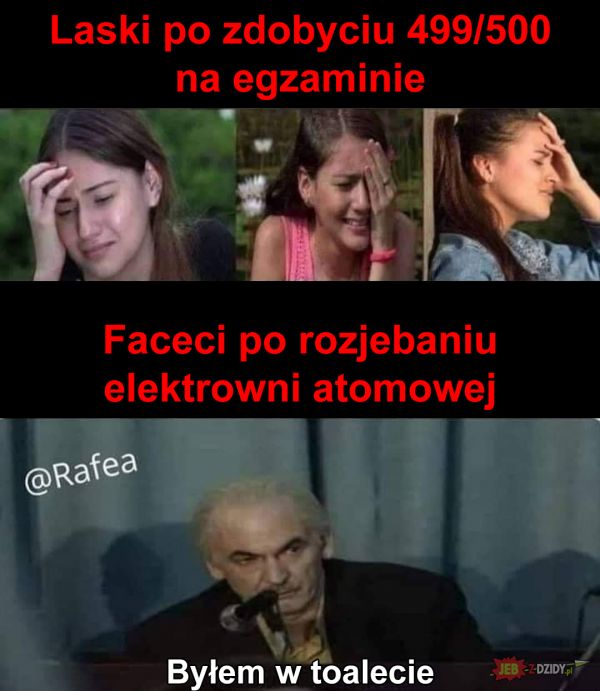 Laski po zdobyciu 499/500
na egzaminie
Faceci po rozjebaniu
elektrowni atomowej
@Rafea
Byłem w toalecie
JEB-Z-DZIDY.pl